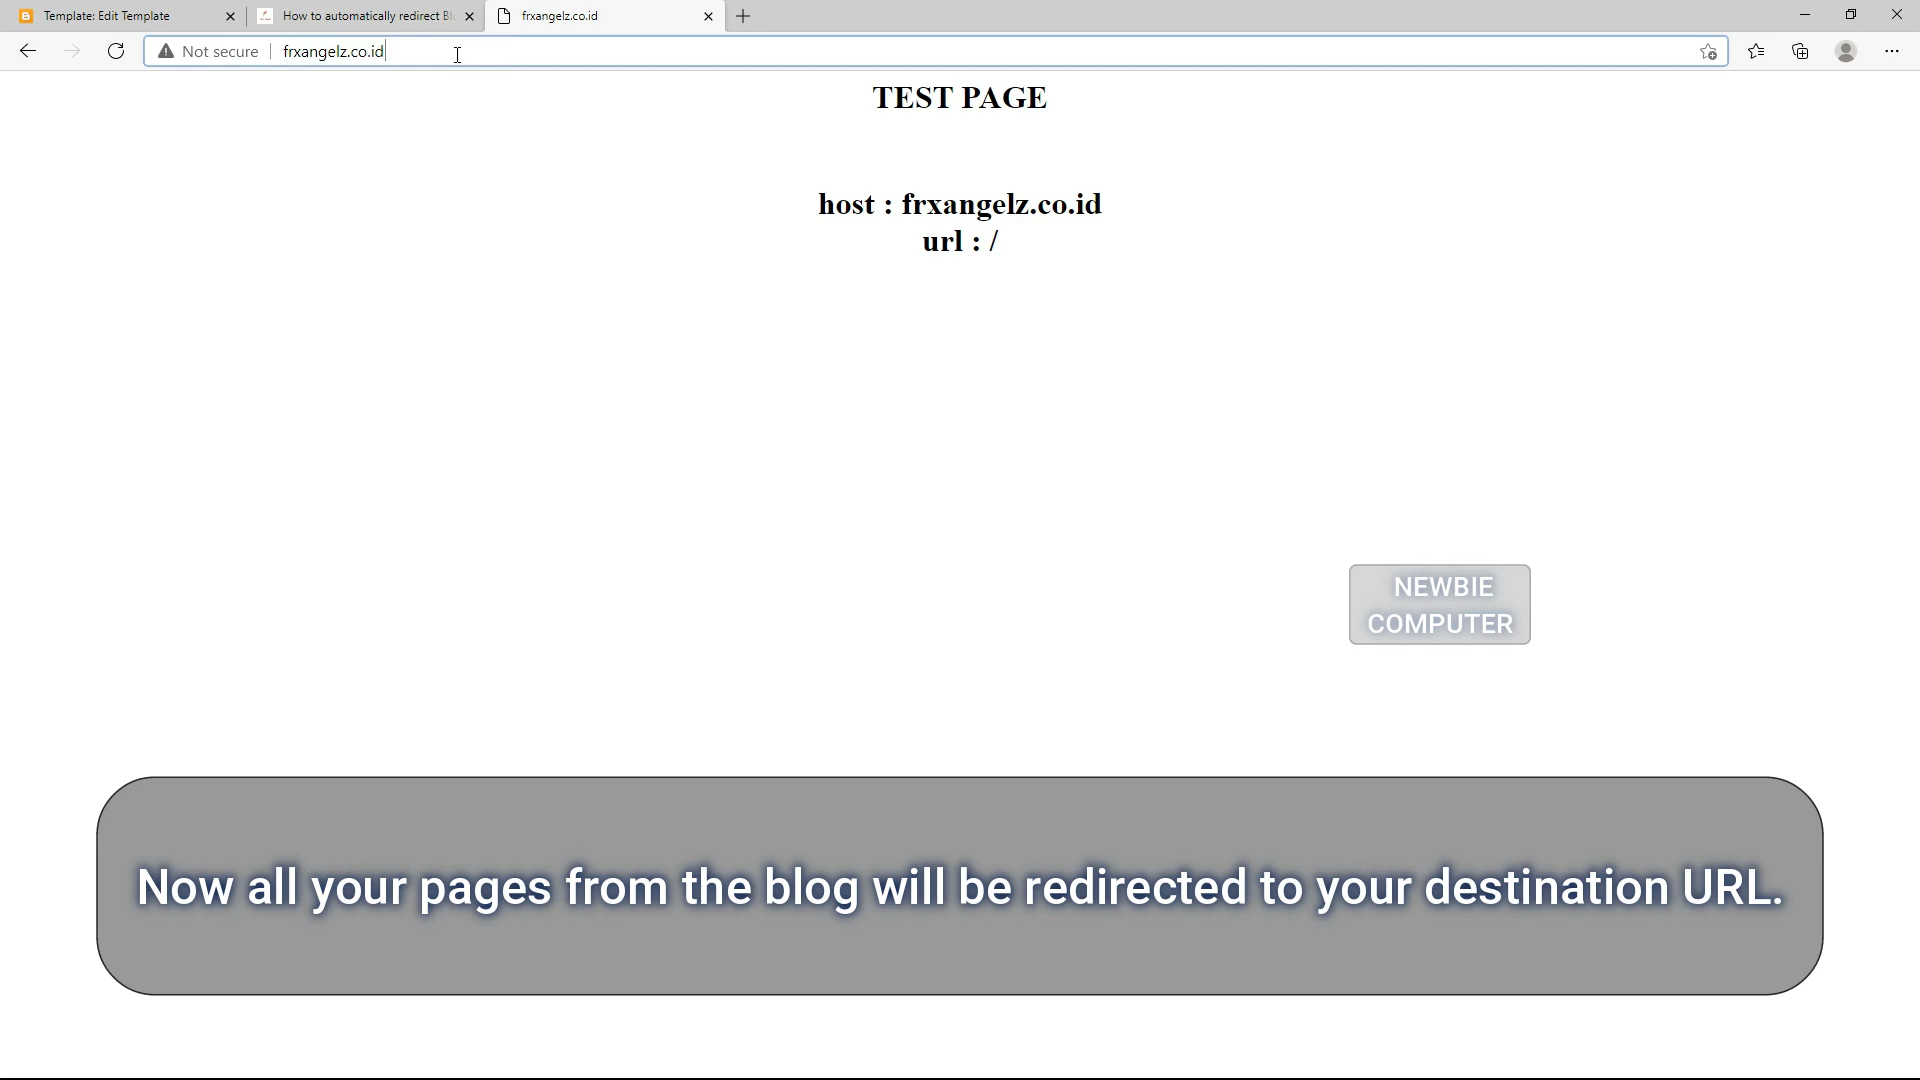 Template: Edit Template
How to automatically redirect Bl
frxangelz.co.id
Not secure
frxangelz.co.id
TEST PAGE
host : frxangelz.co.id
url : /
NEWBIE
COMPUTER
Now all your pages from the blog will be redirected to your destination URL.